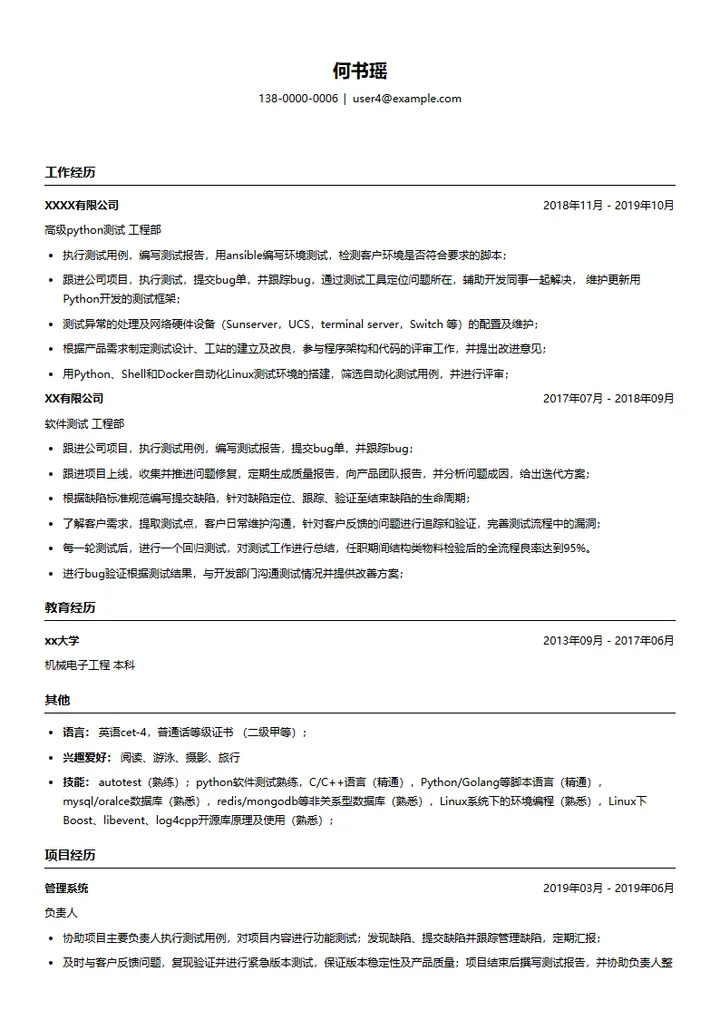 何书瑶
138-0000-0006 | user4@example.com
工作经历
XXXX有限公司 2018年11月 - 2019年10月
高级python测试 工程部
• 执行测试用例，编写测试报告，用ansible编写环境测试，检测客户环境是否符合要求的脚本；
• 跟进公司项目，执行测试，提交bug单，并跟踪bug，通过测试工具定位问题所在，辅助开发同事一起解决， 维护更新用
Python开发的测试框架；
• 测试异常的处理及网络硬件设备（Sunserver，UCS，terminal server，Switch 等）的配置及维护；
• 根据产品需求制定测试设计、工站的建立及改良，参与程序架构和代码的评审工作，并提出改进意见；
• 用Python、Shell和Docker自动化Linux测试环境的搭建，筛选自动化测试用例，并进行评审；
XX有限公司 2017年07月 - 2018年09月
软件测试 工程部
• 跟进公司项目，执行测试用例，编写测试报告，提交bug单，并跟踪bug；
• 跟进项目上线，收集并推进问题修复，定期生成质量报告，向产品团队报告，并分析问题成因，给出迭代方案；
• 根据缺陷标准规范编写提交缺陷，针对缺陷定位、跟踪、验证至结束缺陷的生命周期；
• 了解客户需求，提取测试点，客户日常维护沟通，针对客户反馈的问题进行追踪和验证，完善测试流程中的漏洞；
• 每一轮测试后，进行一个回归测试，对测试工作进行总结，任职期间结构类物料检验后的全流程良率达到95%。
• 进行bug验证根据测试结果，与开发部门沟通测试情况并提供改善方案；
教育经历
xx大学 2013年09月 - 2017年06月
机械电子工程 本科
其他
• 语言： 英语cet-4，普通话等级证书 （二级甲等）；
• 兴趣爱好： 阅读、游泳、摄影、旅行
• 技能： autotest（熟练）；python软件测试熟练，C/C++语言（精通），Python/Golang等脚本语言（精通），
mysql/oralce数据库（熟悉），redis/mongodb等非关系型数据库（熟悉），Linux系统下的环境编程（熟悉），Linux下
Boost、libevent、log4cpp开源库原理及使用（熟悉）；
项目经历
管理系统 2019年03月 - 2019年06月
负责人
• 协助项目主要负责人执行测试用例，对项目内容进行功能测试；发现缺陷、提交缺陷并跟踪管理缺陷，定期汇报；
• 及时与客户反馈问题，复现验证并进行紧急版本测试，保证版本稳定性及产品质量；项目结束后撰写测试报告，并协助负责人整